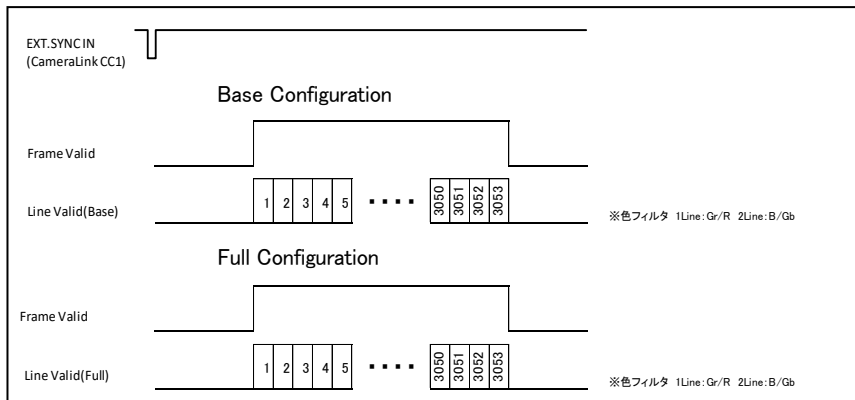 EXT.SYNC IN
(CameraLink CC1)
Base Configuration
Frame Valid
Line Valid(Base)
1 2 3 4 5 ・・・・ 3050 3051 3052 3053
※色フィルタ 1Line:Gr/R 2Line:B/Gb
Full Configuration
Frame Valid
Line Valid(Full)
1 2 3 4 5 ・・・・ 3050 3051 3052 3053
※色フィルタ 1Line:Gr/R 2Line:B/Gb